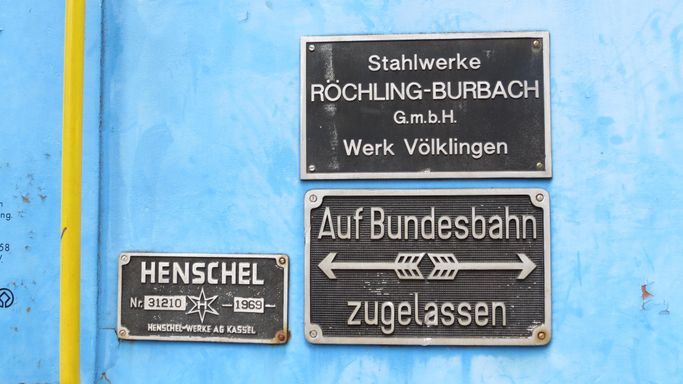 Stahlwerke
RÖCHLING-BURBACH
G.m.b.H.
Werk Völklingen
Auf Bundesbahn
zugelassen
HENSCHEL
Nr. 31210 H -1969-
HENSCHEL-WERKE AG KASSEL